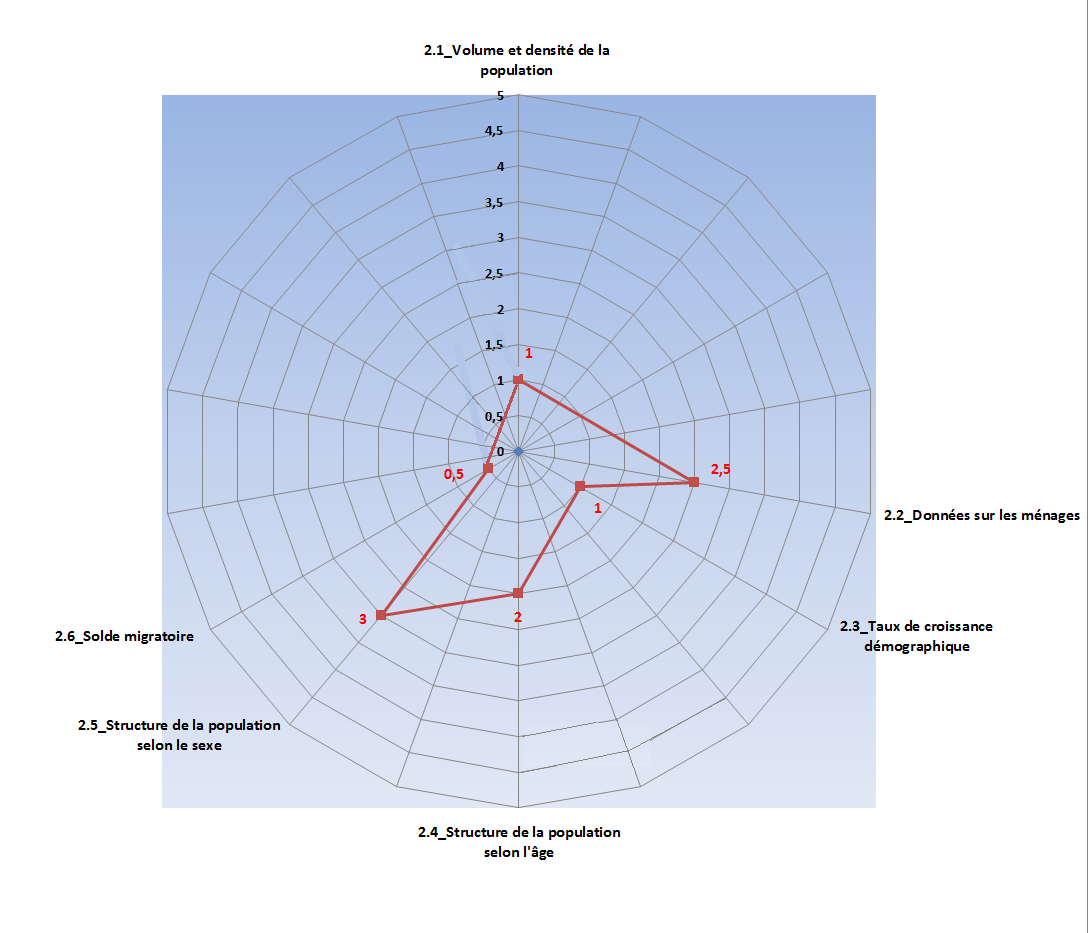 2.1_Volume et densité de la
population
5
4,5
4
3,5
3
2,5
2
1,5
1
1
0,5
0
0,5
2,5
1
2.2_Données sur les ménages
3
2
2.3_Taux de croissance
démographique
2.6_Solde migratoire
2.5_Structure de la population
selon le sexe
2.4_Structure de la population
selon l'âge